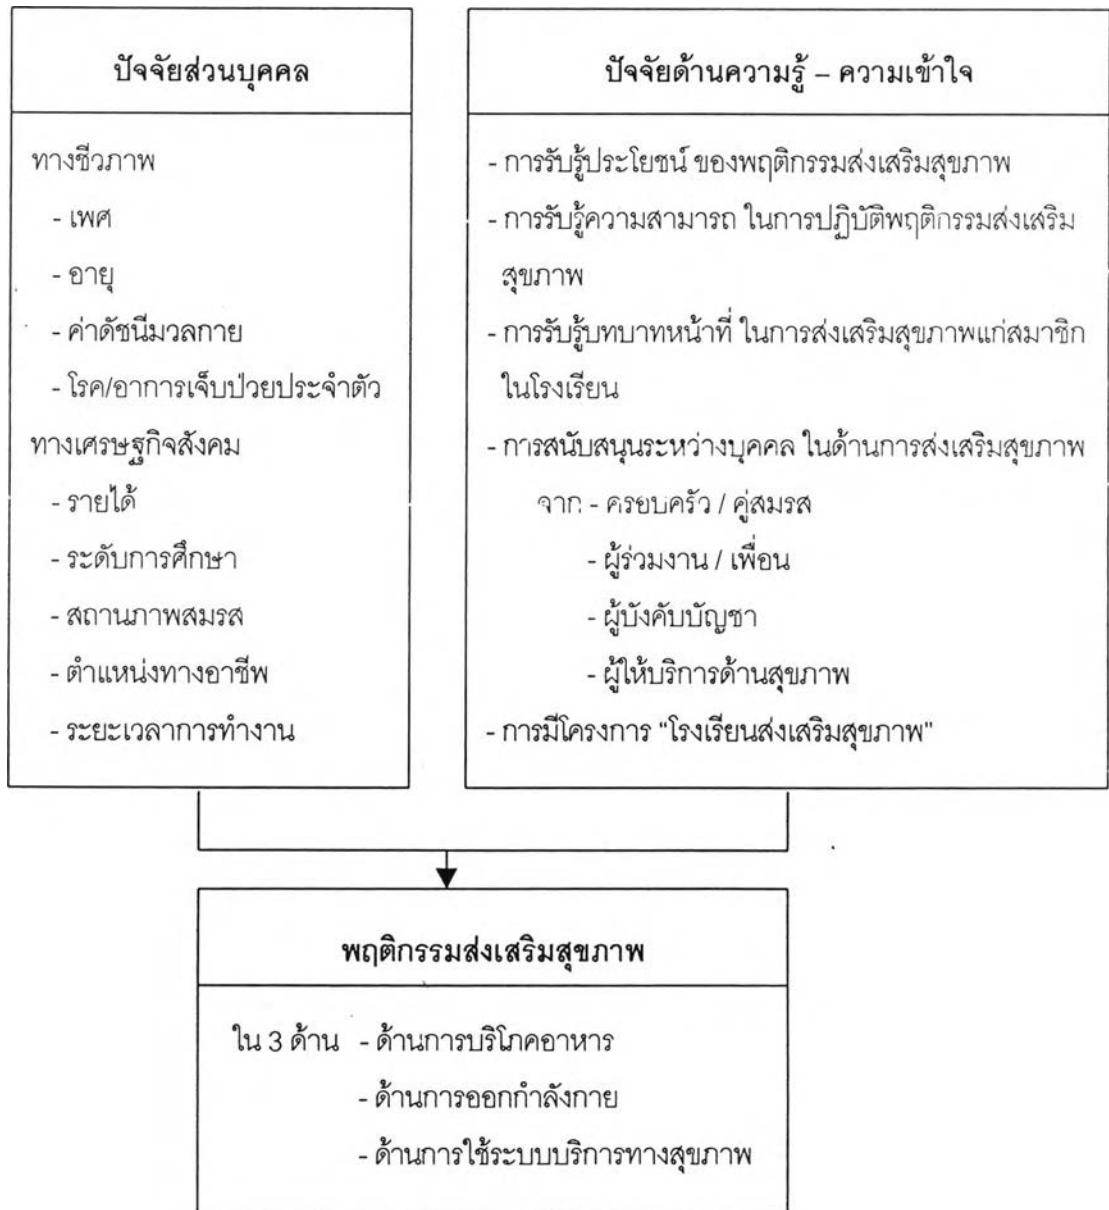 ปัจจัยส่วนบุคคล
ทางชีวภาพ
- เพศ
- อายุ
- ค่าดัชนีมวลกาย
- โรค/อาการเจ็บป่วยประจำตัว
ทางเศรษฐกิจสังคม
- รายได้
- ระดับการศึกษา
- สถานภาพสมรส
- ตำแหน่งทางอาชีพ
- ระยะเวลาการทำงาน
ปัจจัยด้านความรู้ – ความเข้าใจ
- การรับรู้ประโยชน์ ของพฤติกรรมส่งเสริมสุขภาพ
- การรับรู้ความสามารถ ในการปฏิบัติพฤติกรรมส่งเสริม
สุขภาพ
- การรับรู้บทบาทหน้าที่ ในการส่งเสริมสุขภาพแก่สมาชิก
ในโรงเรียน
- การสนับสนุนระหว่างบุคคล ในด้านการส่งเสริมสุขภาพ
จาก - ครอบครัว / คู่สมรส
- ผู้ร่วมงาน / เพื่อน
- ผู้บังคับบัญชา
- ผู้ให้บริการด้านสุขภาพ
- การมีโครงการ “โรงเรียนส่งเสริมสุขภาพ"
พฤติกรรมส่งเสริมสุขภาพ
ใน 3 ด้าน - ด้านการบริโภคอาหาร
- ด้านการออกกำลังกาย
- ด้านการใช้ระบบบริการทางสุขภาพ